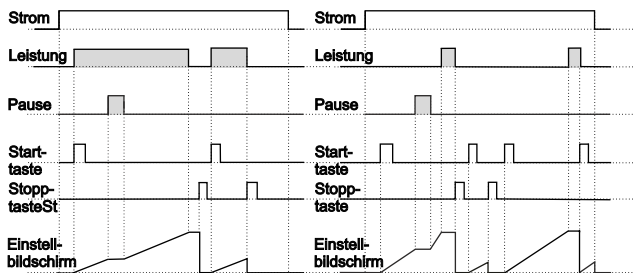 Strom
Leistung
Pause
Start-
taste
Stopp-
tasteSt
Einstell-
bildschirm
Strom
Leistung
Pause
Start-
taste
Stopp-
taste
Einstell-
bildschirm